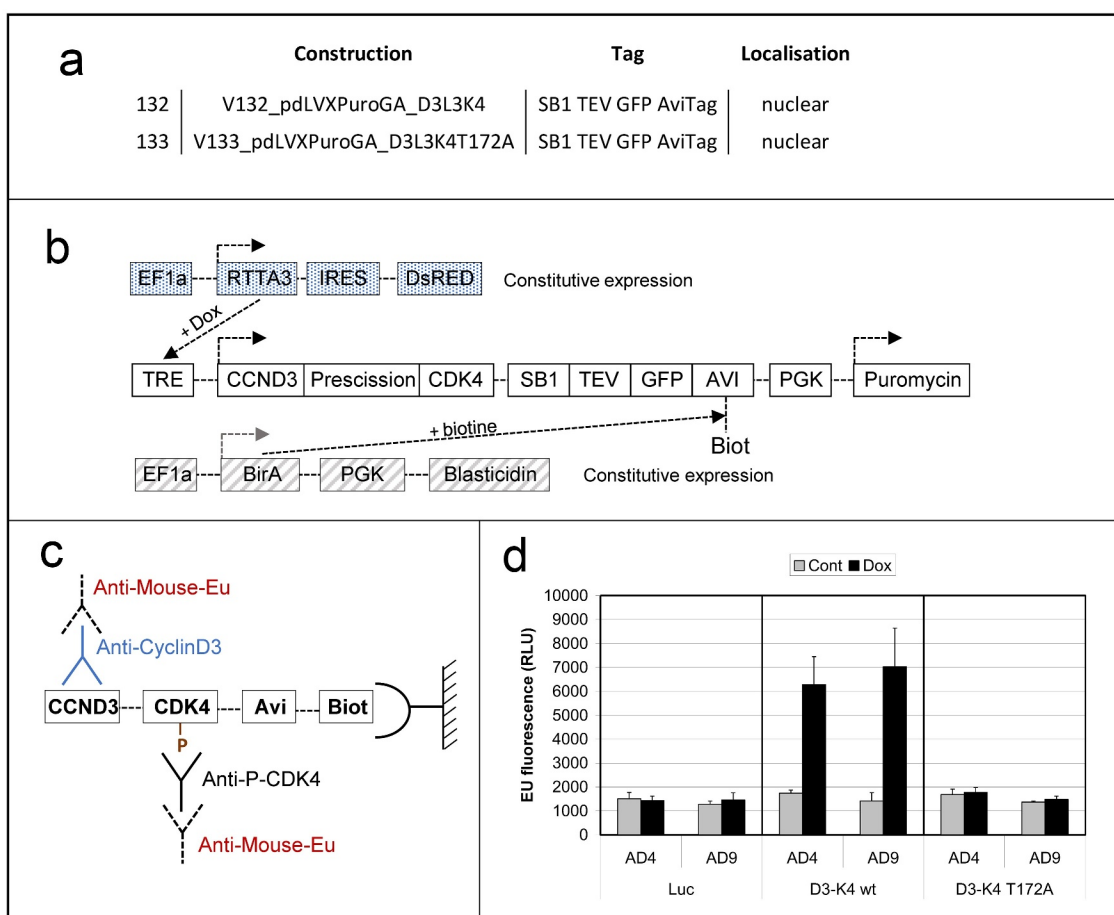 a
Construction Tag Localisation
132 V132_pdLVXPuroGA_D3L3K4 SB1 TEV GFP AviTag nuclear
133 V133_pdLVXPuroGA_D3L3K4T172A SB1 TEV GFP AviTag nuclear
b
EF1a RTTA3 IRES DsRED Constitutive expression
+ Dox
TRE CCND3 Prescission CDK4 SB1 TEV GFP AVI PGK Puromycin
+ biotine
Biot
EF1a BirA PGK Blasticidin Constitutive expression
c
Anti-Mouse-Eu
Anti-CyclinD3
CCND3 CDK4 Avi Biot
P
Anti-P-CDK4
Anti-Mouse-Eu
d
Cont Dox
EU fluorescence (RLU)
10000
9000
8000
7000
6000
5000
4000
3000
2000
1000
0
AD4 AD9 AD4 AD9 AD4 AD9
Luc D3-K4 wt D3-K4 T172A